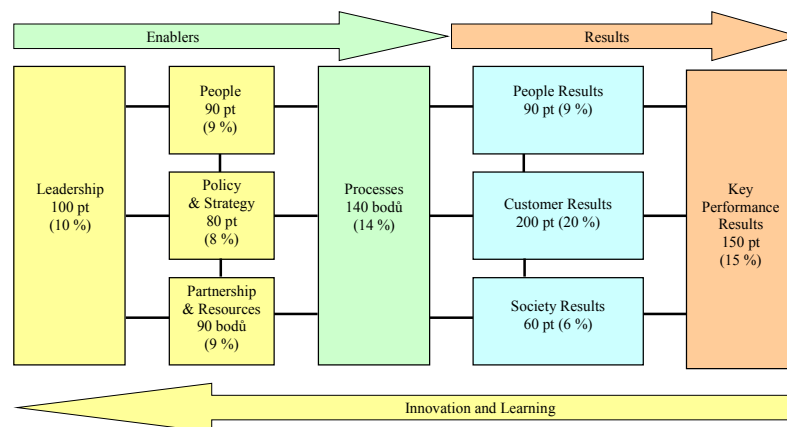 Enablers
Results
Leadership
100 pt
(10 %)
People
90 pt
(9 %)
Policy
& Strategy
80 pt
(8 %)
Partnership
& Resources
90 bodů
(9 %)
Processes
140 bodů
(14 %)
People Results
90 pt (9 %)
Customer Results
200 pt (20 %)
Society Results
60 pt (6 %)
Key
Performance
Results
150 pt
(15 %)
Innovation and Learning